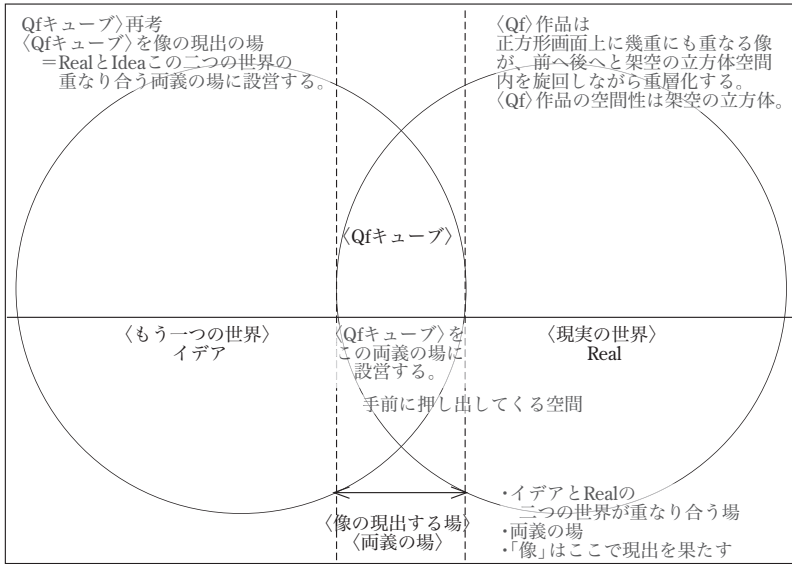 Qfキューブ〉再考
〈Qfキューブ〉を像の現出の場
＝RealとIdeaこの二つの世界の
重なり合う両義の場に設営する。
〈Qf〉作品は
正方形画面上に幾重にも重なる像
が、前へ後へと架空の立方体空間
内を旋回しながら重層化する。
〈Qf〉作品の空間性は架空の立方体。
〈Qfキューブ〉
〈もう一つの世界〉
イデア
〈Qfキューブ〉を
この両義の場に
設営する。
〈現実の世界〉
Real
手前に押し出してくる空間
〈像の現出する場〉
〈両義の場〉
・イデアとRealの
二つの世界が重なり合う場
・両義の場
・「像」はここで現出を果たす